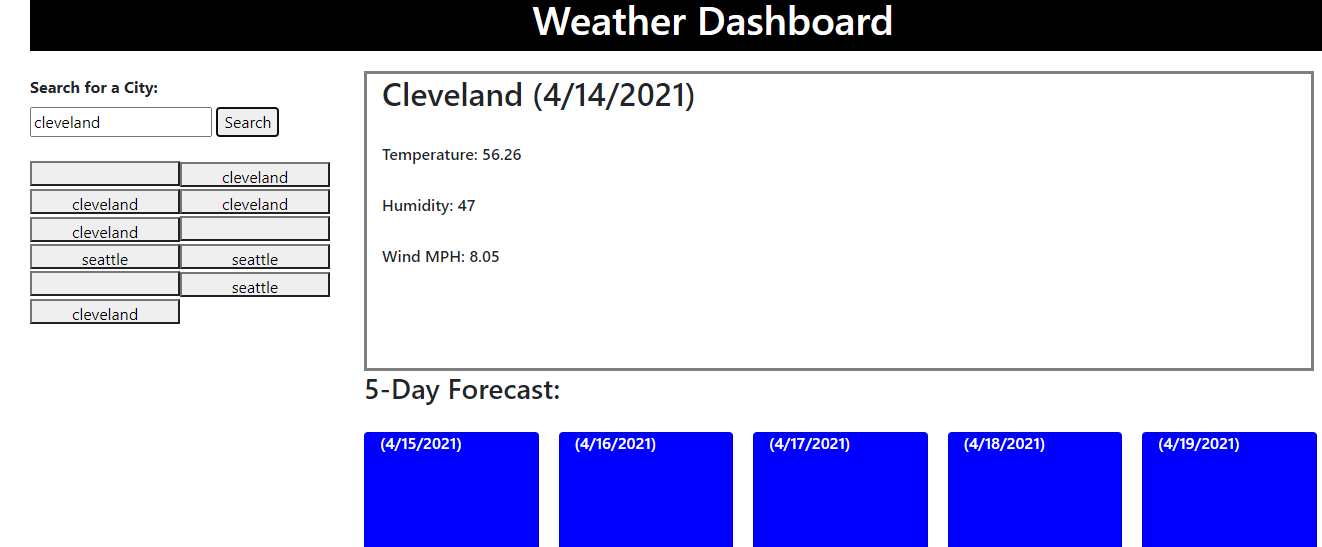 Weather Dashboard
Search for a City:
cleveland Search
cleveland
cleveland cleveland
cleveland
seattle seattle
seattle
cleveland
Cleveland (4/14/2021)
Temperature: 56.26
Humidity: 47
Wind MPH: 8.05
5-Day Forecast:
(4/15/2021) (4/16/2021) (4/17/2021) (4/18/2021) (4/19/2021)